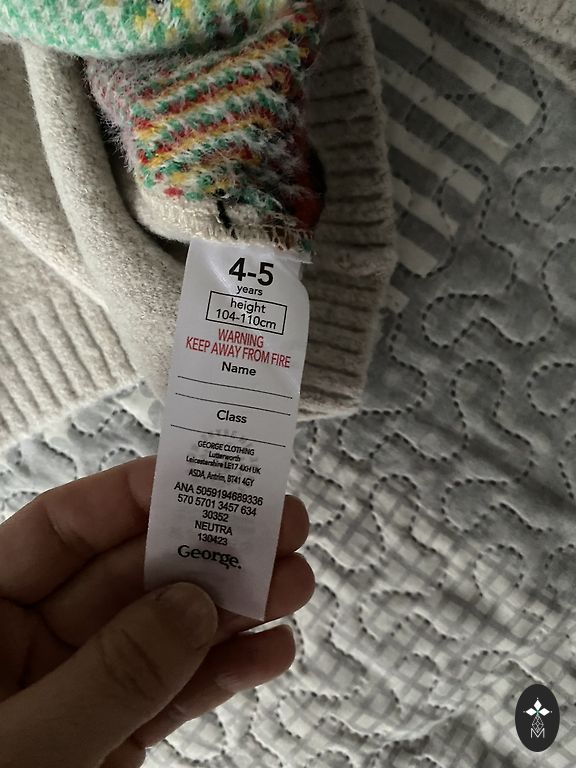 4-5
years
height
104-110cm
WARNING
KEEP AWAY FROM FIRE
Name
Class
GEORGE CLOTHING
Lutterworth
Leicestershire LE17 4XH UK
ASDA, Antrim, BT41 4GY
ANA 5059194689336
570 5701 3457 634
30352
NEUTRA
130423
George.